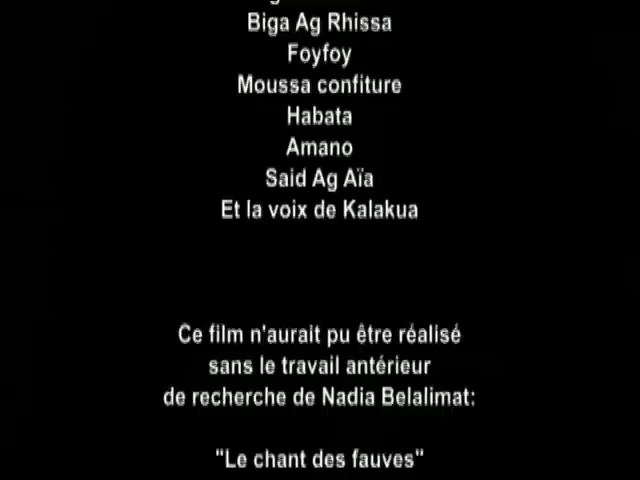 Biga Ag Rhissa
Foyfoy
Moussa confiture
Habata
Amano
Said Ag Aïa
Et la voix de Kalakua
Ce film n'aurait pu être réalisé
sans le travail antérieur
de recherche de Nadia Belalimat:
"Le chant des fauves"